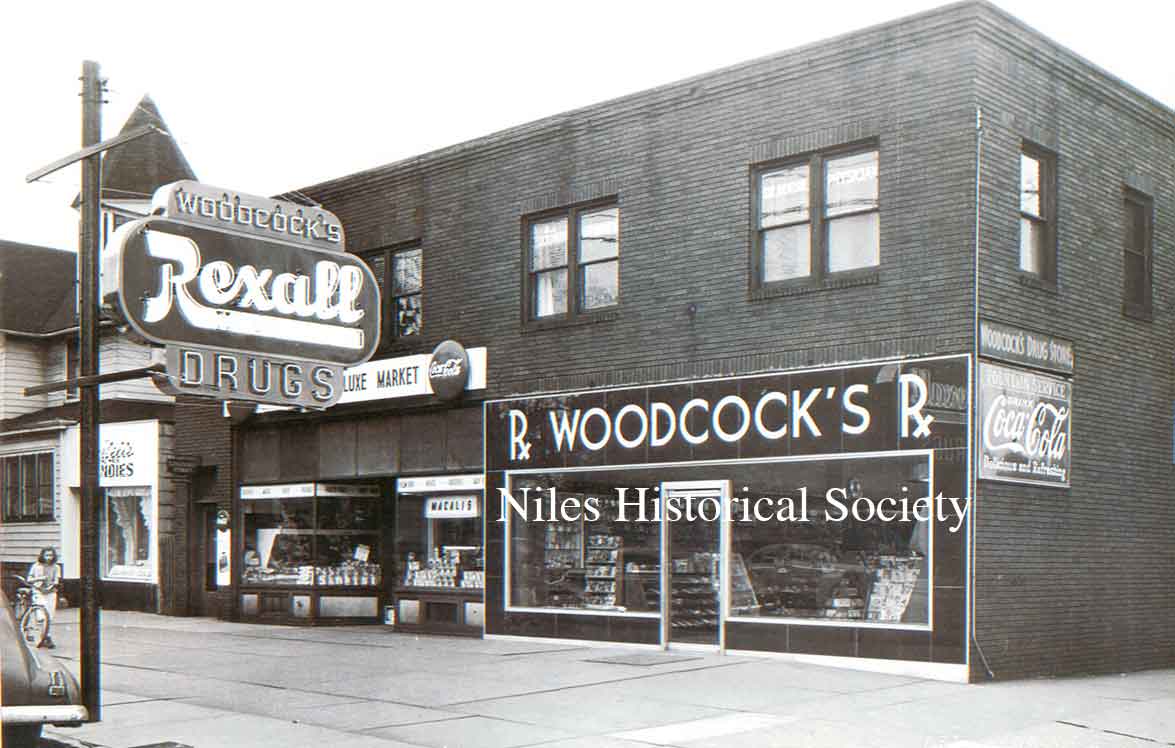 WOODCOCK'S
Rexall
DRUGS
LUXE MARKET
Coca-Cola
MACALIS
℞ WOODCOCK'S ℞
PHYSICIAN
WOODCOCK'S DRUG STORE
FOUNTAIN SERVICE
DRINK
Coca-Cola
Delicious and Refreshing
Niles Historical Society